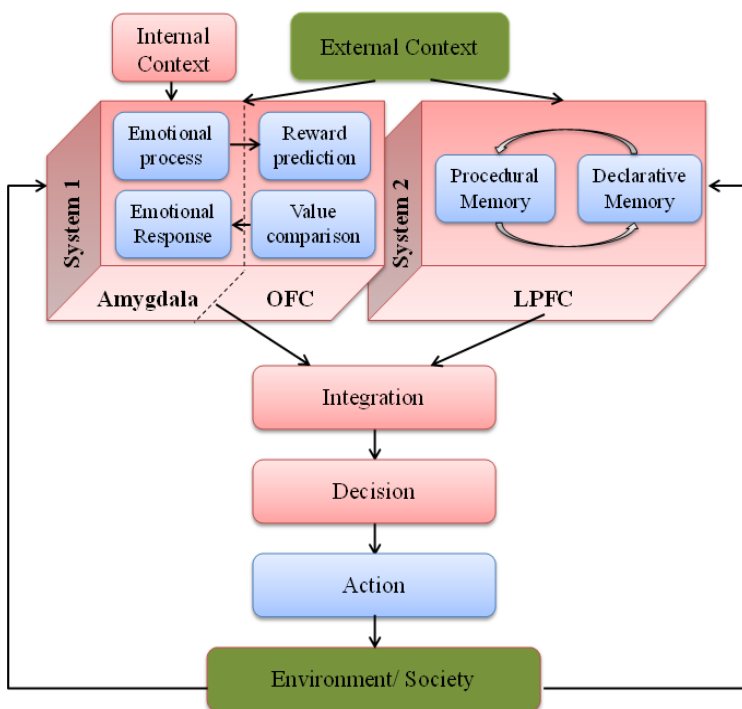 Internal
Context
External Context
System 1
Emotional
process
Reward
prediction
Emotional
Response
Value
comparison
Amygdala
OFC
System 2
Procedural
Memory
Declarative
Memory
LPFC
Integration
Decision
Action
Environment/ Society